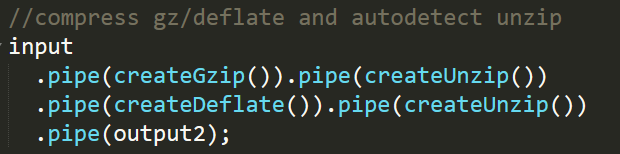 //compress gz/deflate and autodetect unzip
input
.pipe(createGzip()).pipe(createUnzip())
.pipe(createDeflate()).pipe(createUnzip())
.pipe(output2);